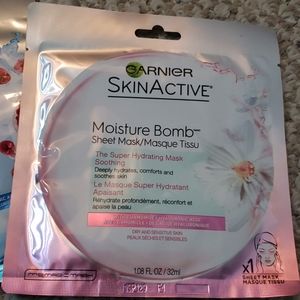 GARNIER
SKINACTIVE
Moisture Bomb
Sheet Mask/Masque Tissu
The Super Hydrating Mask
Soothing
Deeply hydrates, comforts and
soothes skin
Le Masque Super Hydratant
Apaisant
Réhydrate profondément, réconfort et
apaise la peau
DRY AND SENSITIVE SKIN
PEAUX SÈCHES ET SENSIBLES
1.08 FL OZ / 32ml
x1
SHEET MASK
MASQUE TISSU